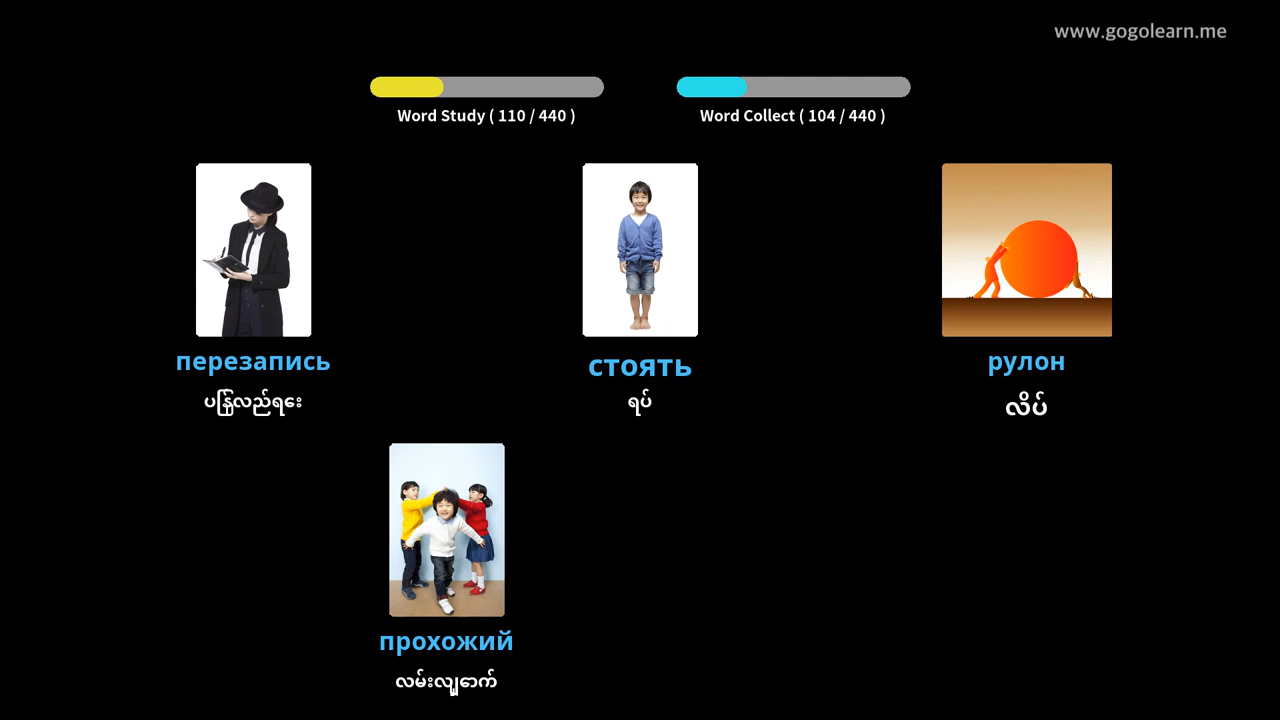 www.gogolearn.me
Word Study ( 110 / 440 )
Word Collect ( 104 / 440 )
перезапись
стоять
рулон
ပြန်လည်ရေး
ရပ်
လိပ်
прохожий
လမ်းလျှောက်